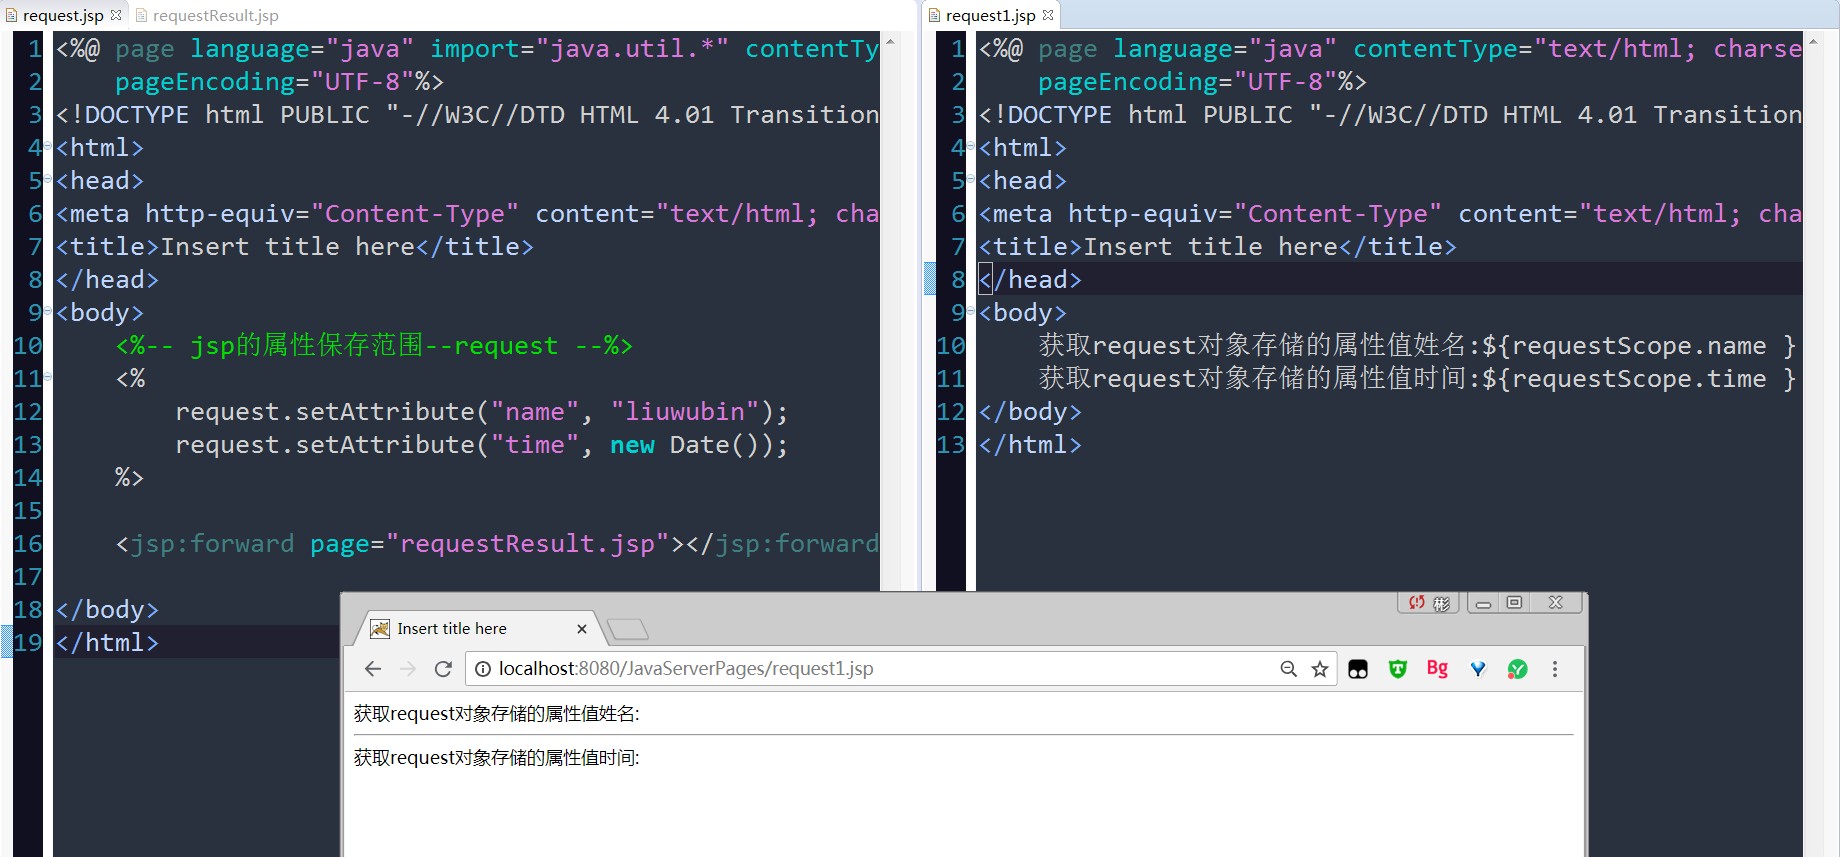 request.jsp requestResult.jsp
1 <%@ page language="java" import="java.util.*" contentTy
2 pageEncoding="UTF-8"%>
3 <!DOCTYPE html PUBLIC "-//W3C//DTD HTML 4.01 Transition
4 <html>
5 <head>
6 <meta http-equiv="Content-Type" content="text/html; cha
7 <title>Insert title here</title>
8 </head>
9 <body>
10 <%-- jsp的属性保存范围--request --%>
11 <%
12 request.setAttribute("name", "liuwubin");
13 request.setAttribute("time", new Date());
14 %>
15
16 <jsp:forward page="requestResult.jsp"></jsp:forward
17
18 </body>
19 </html>
request1.jsp
1 <%@ page language="java" contentType="text/html; charse
2 pageEncoding="UTF-8"%>
3 <!DOCTYPE html PUBLIC "-//W3C//DTD HTML 4.01 Transition
4 <html>
5 <head>
6 <meta http-equiv="Content-Type" content="text/html; cha
7 <title>Insert title here</title>
8 </head>
9 <body>
10 获取request对象存储的属性值姓名:${requestScope.name }
11 获取request对象存储的属性值时间:${requestScope.time }
12 </body>
13 </html>
彬
Insert title here
localhost:8080/JavaServerPages/request1.jsp
Bg
获取request对象存储的属性值姓名:
获取request对象存储的属性值时间: